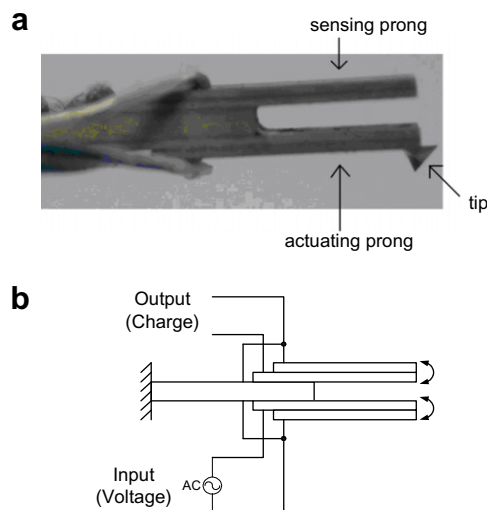 a
sensing prong
tip
actuating prong
b
Output
(Charge)
Input
(Voltage)
AC